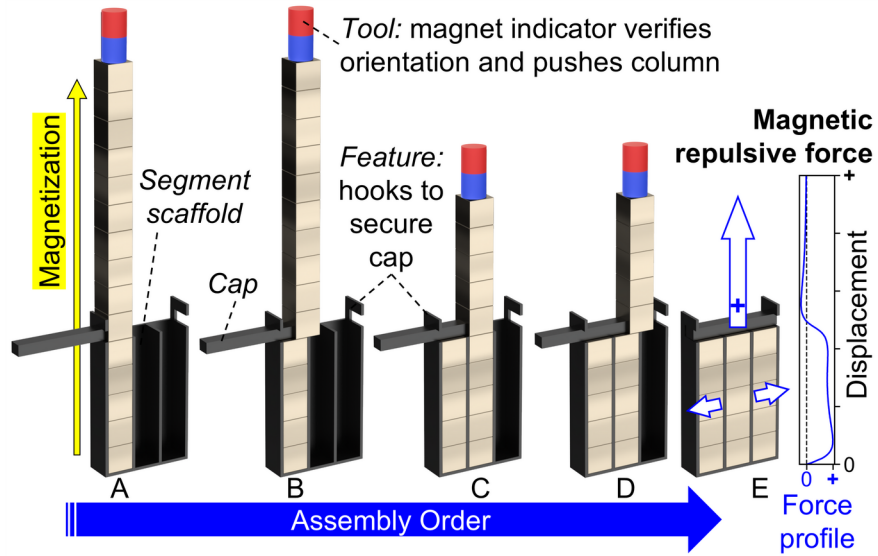 Tool: magnet indicator verifies
orientation and pushes column
Magnetization
Segment
scaffold
Feature:
hooks to
secure
cap
Cap
Magnetic
repulsive force
+
+
Displacement
0
0 +
Force
profile
A B C D E
Assembly Order